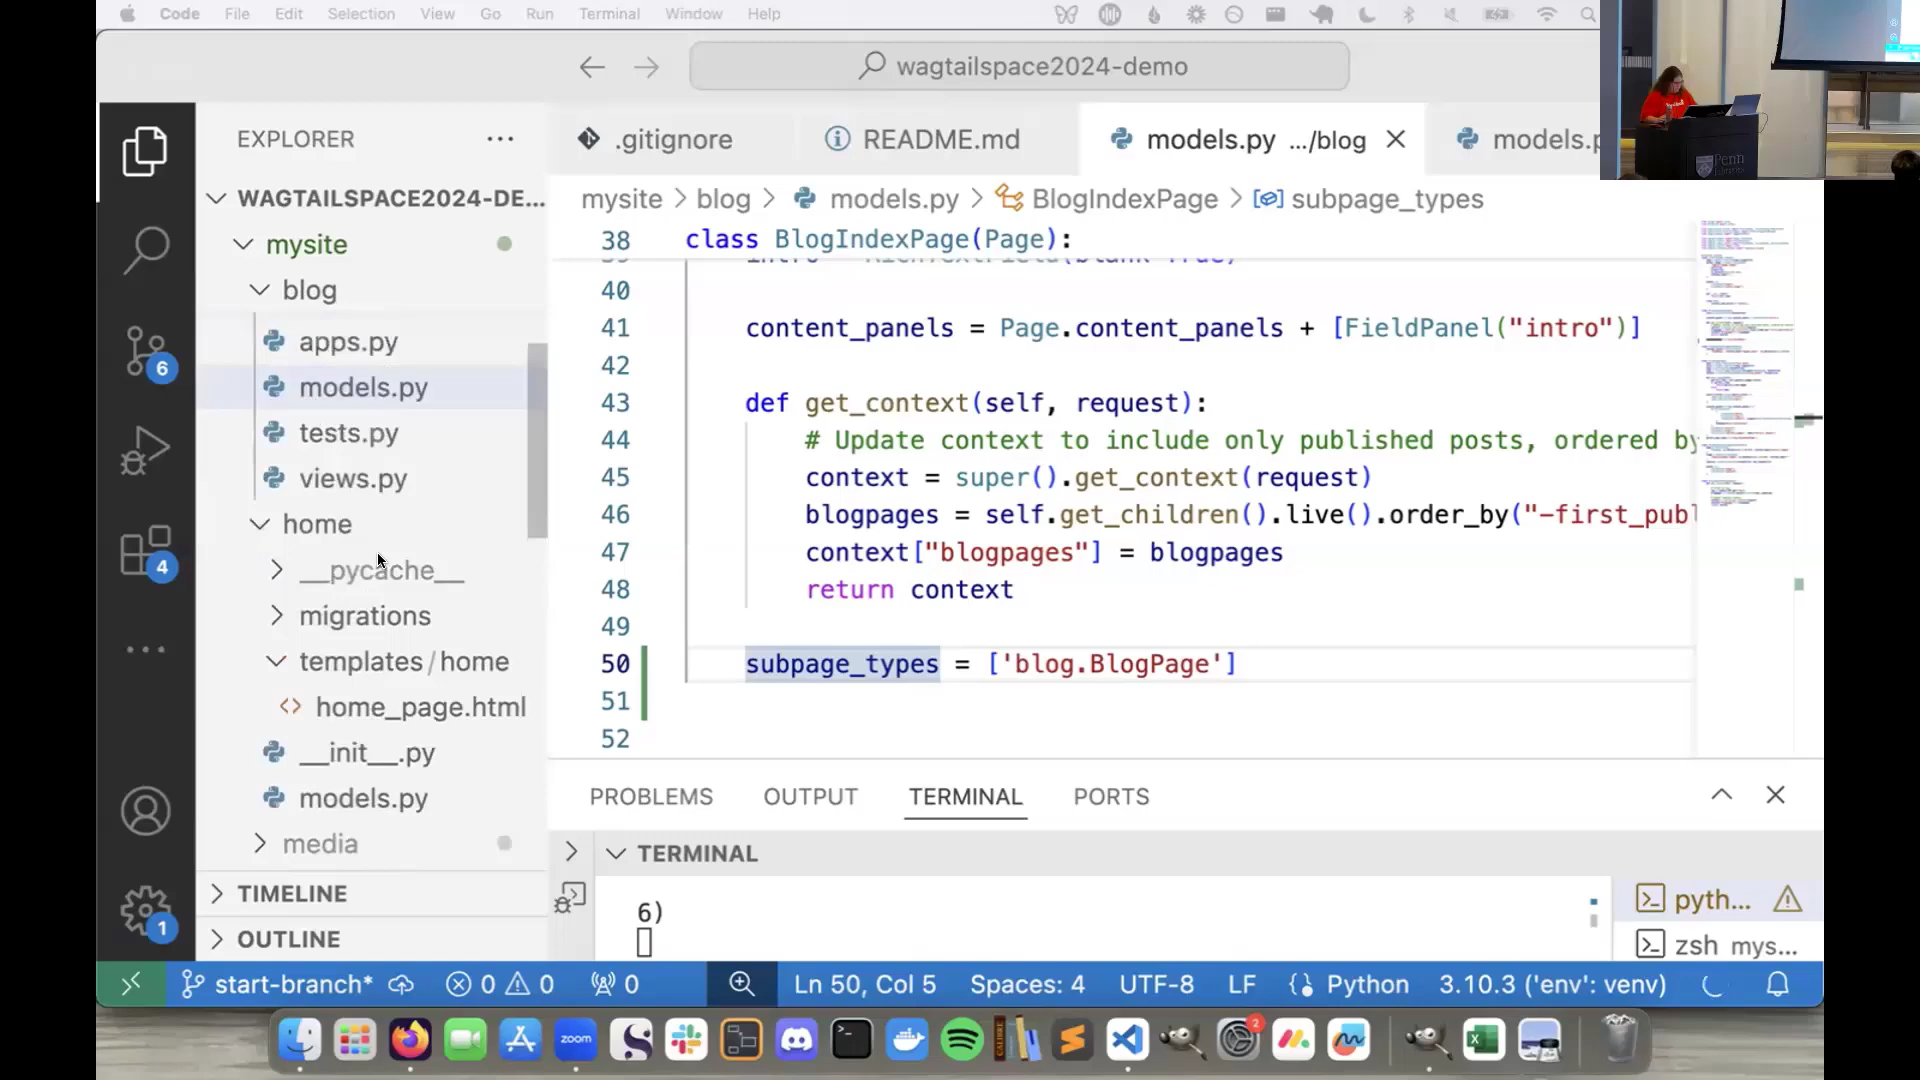 Code File Edit Selection View Go Run Terminal Window Help
wagtailspace2024-demo
EXPLORER
.gitignore
README.md
models.py .../blog
models.p
WAGTAILSPACE2024-DE...
mysite > blog > models.py > BlogIndexPage > subpage_types
mysite
blog
apps.py
models.py
tests.py
views.py
home
__pycache__
migrations
templates/home
home_page.html
__init__.py
models.py
media
TIMELINE
OUTLINE
6
4
1
38 class BlogIndexPage(Page):
40
41 content_panels = Page.content_panels + [FieldPanel("intro")]
42
43 def get_context(self, request):
44 # Update context to include only published posts, ordered by
45 context = super().get_context(request)
46 blogpages = self.get_children().live().order_by("-first_publ
47 context["blogpages"] = blogpages
48 return context
49
50 subpage_types = ['blog.BlogPage']
51
52
PROBLEMS OUTPUT TERMINAL PORTS
TERMINAL
6)
pyth...
zsh mys...
start-branch* 0 0 0 Ln 50, Col 5 Spaces: 4 UTF-8 LF Python 3.10.3 ('env': venv)
zoom
2
Penn